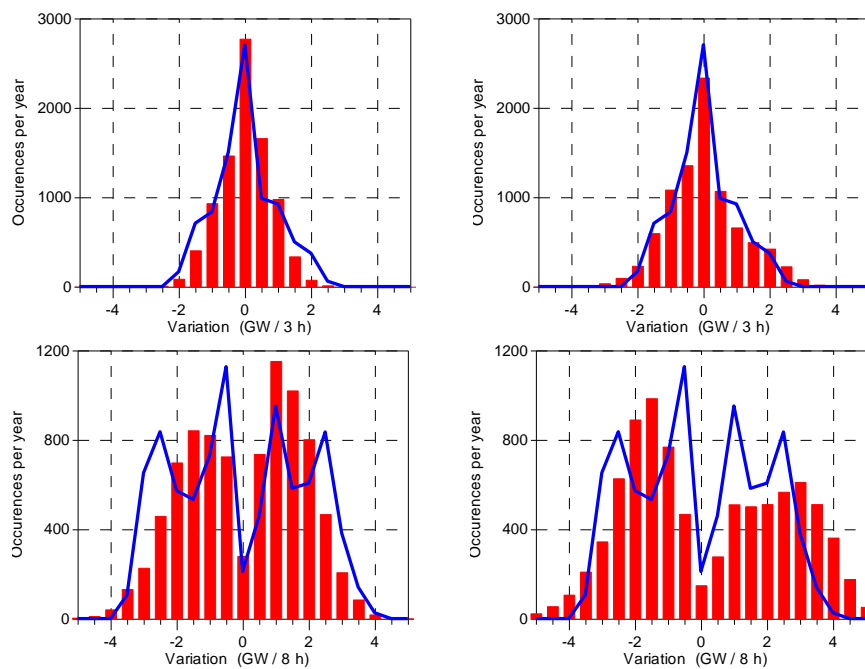 3000
2000
1000
0
Occurences per year
-4 -2 0 2 4
Variation (GW / 3 h)
3000
2000
1000
0
Occurences per year
-4 -2 0 2 4
Variation (GW / 3 h)
1200
800
400
0
Occurences per year
-4 -2 0 2 4
Variation (GW / 8 h)
1200
800
400
0
Occurences per year
-4 -2 0 2 4
Variation (GW / 8 h)